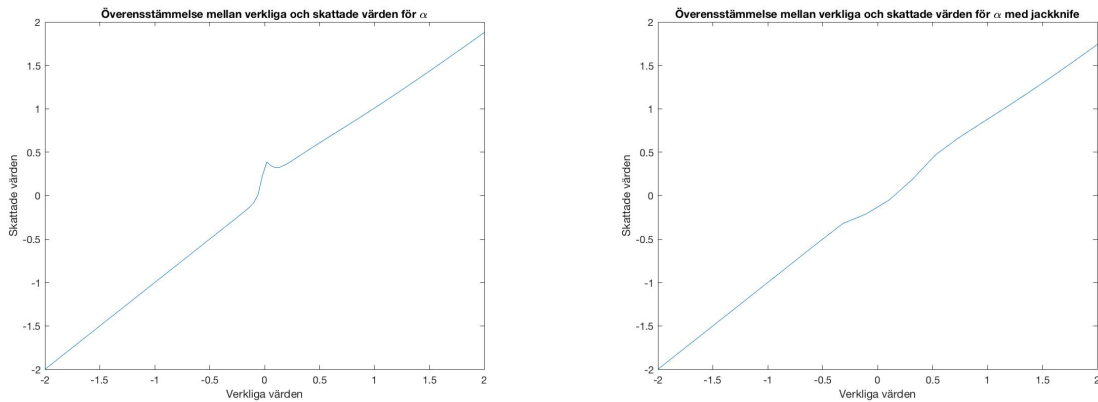 Överensstämmelse mellan verkliga och skattade värden för α
2
1.5
1
0.5
0
-0.5
-1
-1.5
-2
Skattade värden
-2 -1.5 -1 -0.5 0 0.5 1 1.5 2
Verkliga värden
Överensstämmelse mellan verkliga och skattade värden för α med jackknife
2
1.5
1
0.5
0
-0.5
-1
-1.5
-2
Skattade värden
-2 -1.5 -1 -0.5 0 0.5 1 1.5 2
Verkliga värden